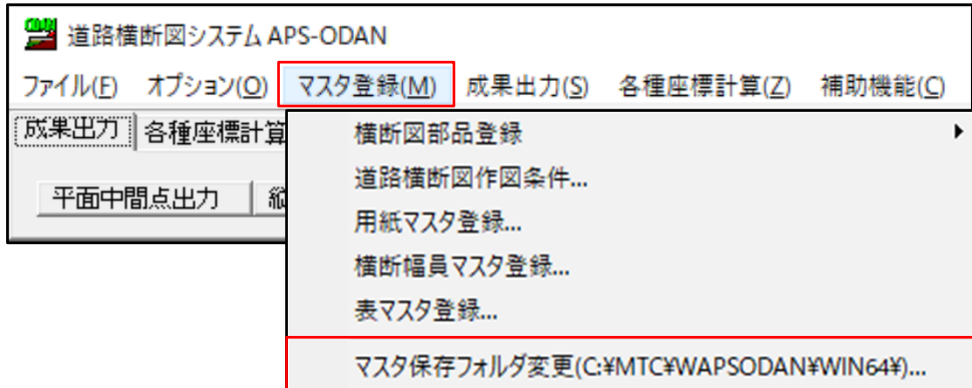 道路横断図システム APS-ODAN
ファイル(F) オプション(O) マスタ登録(M) 成果出力(S) 各種座標計算(Z) 補助機能(C)
成果出力 各種座標計算
平面中間点出力
横断図部品登録
道路横断図作図条件...
用紙マスタ登録...
横断幅員マスタ登録...
表マスタ登録...
マスタ保存フォルダ変更(C:¥MTC¥WAPSODAN¥WIN64¥)...